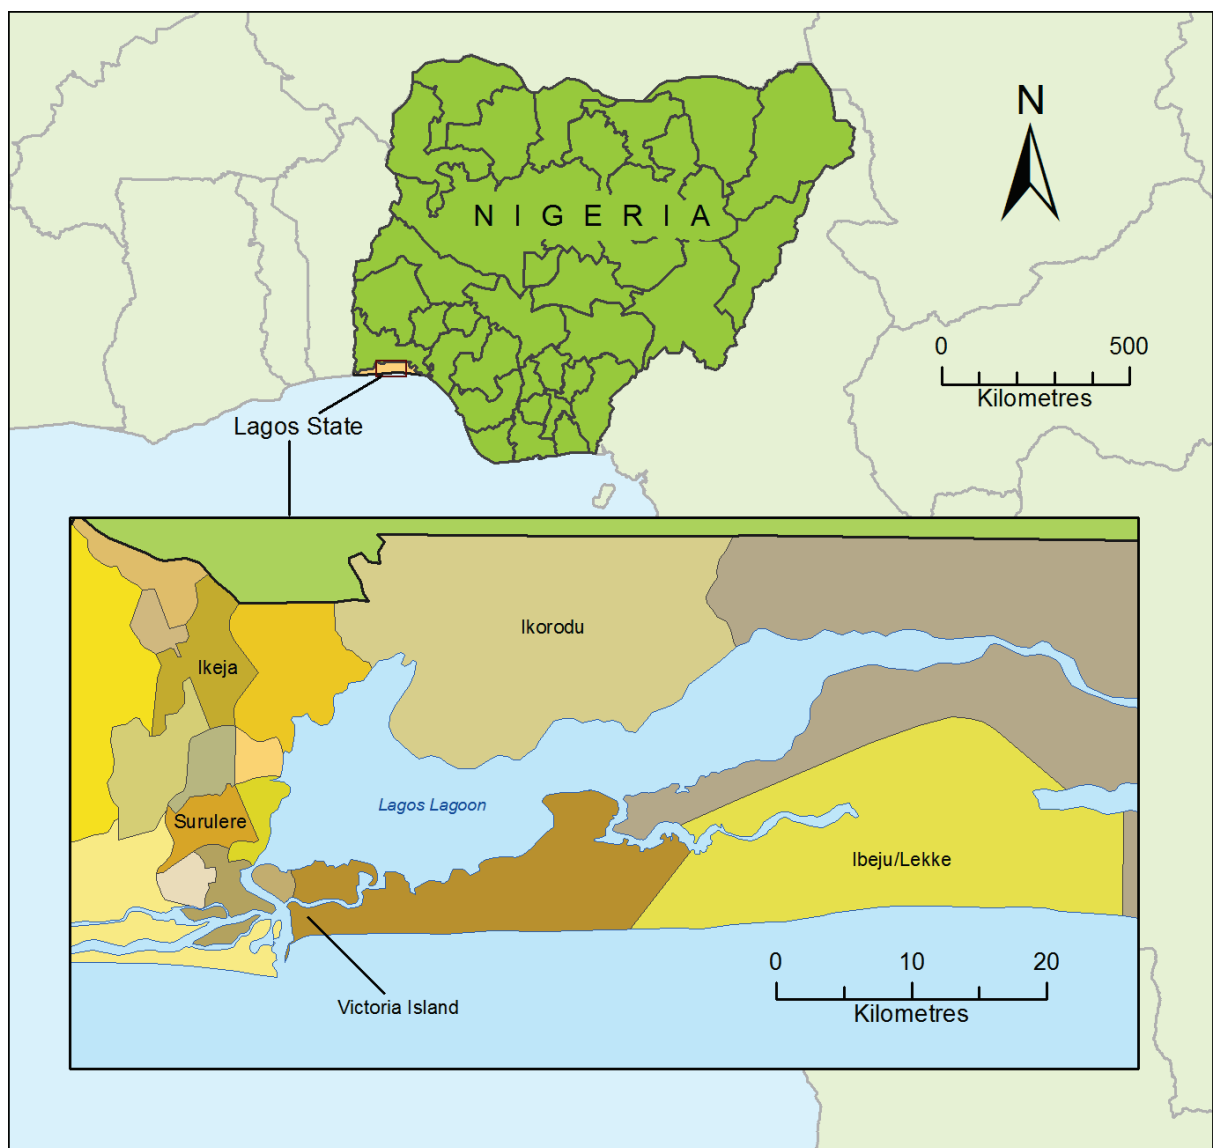 N
N I G E R I A
0 500
Kilometres
Lagos State
Ikorodu
Ikeja
Lagos Lagoon
Surulere
Ibeju/Lekke
0 10 20
Kilometres
Victoria Island